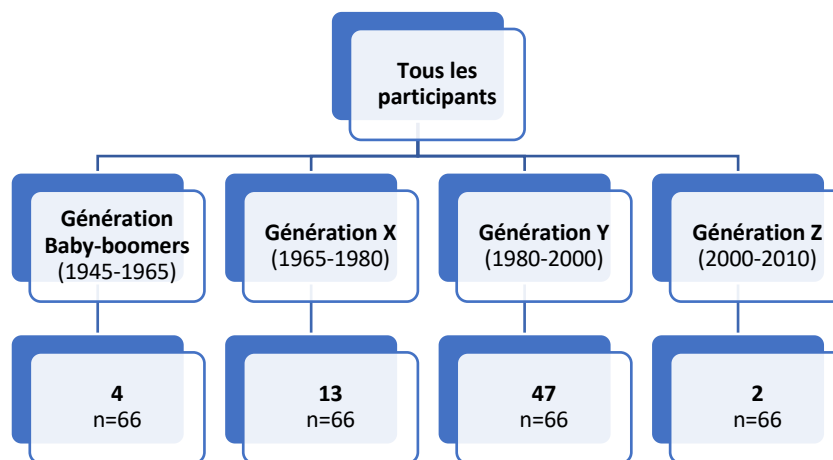 Tous les
participants
Génération
Baby-boomers
(1945-1965)
Génération X
(1965-1980)
Génération Y
(1980-2000)
Génération Z
(2000-2010)
4
n=66
13
n=66
47
n=66
2
n=66